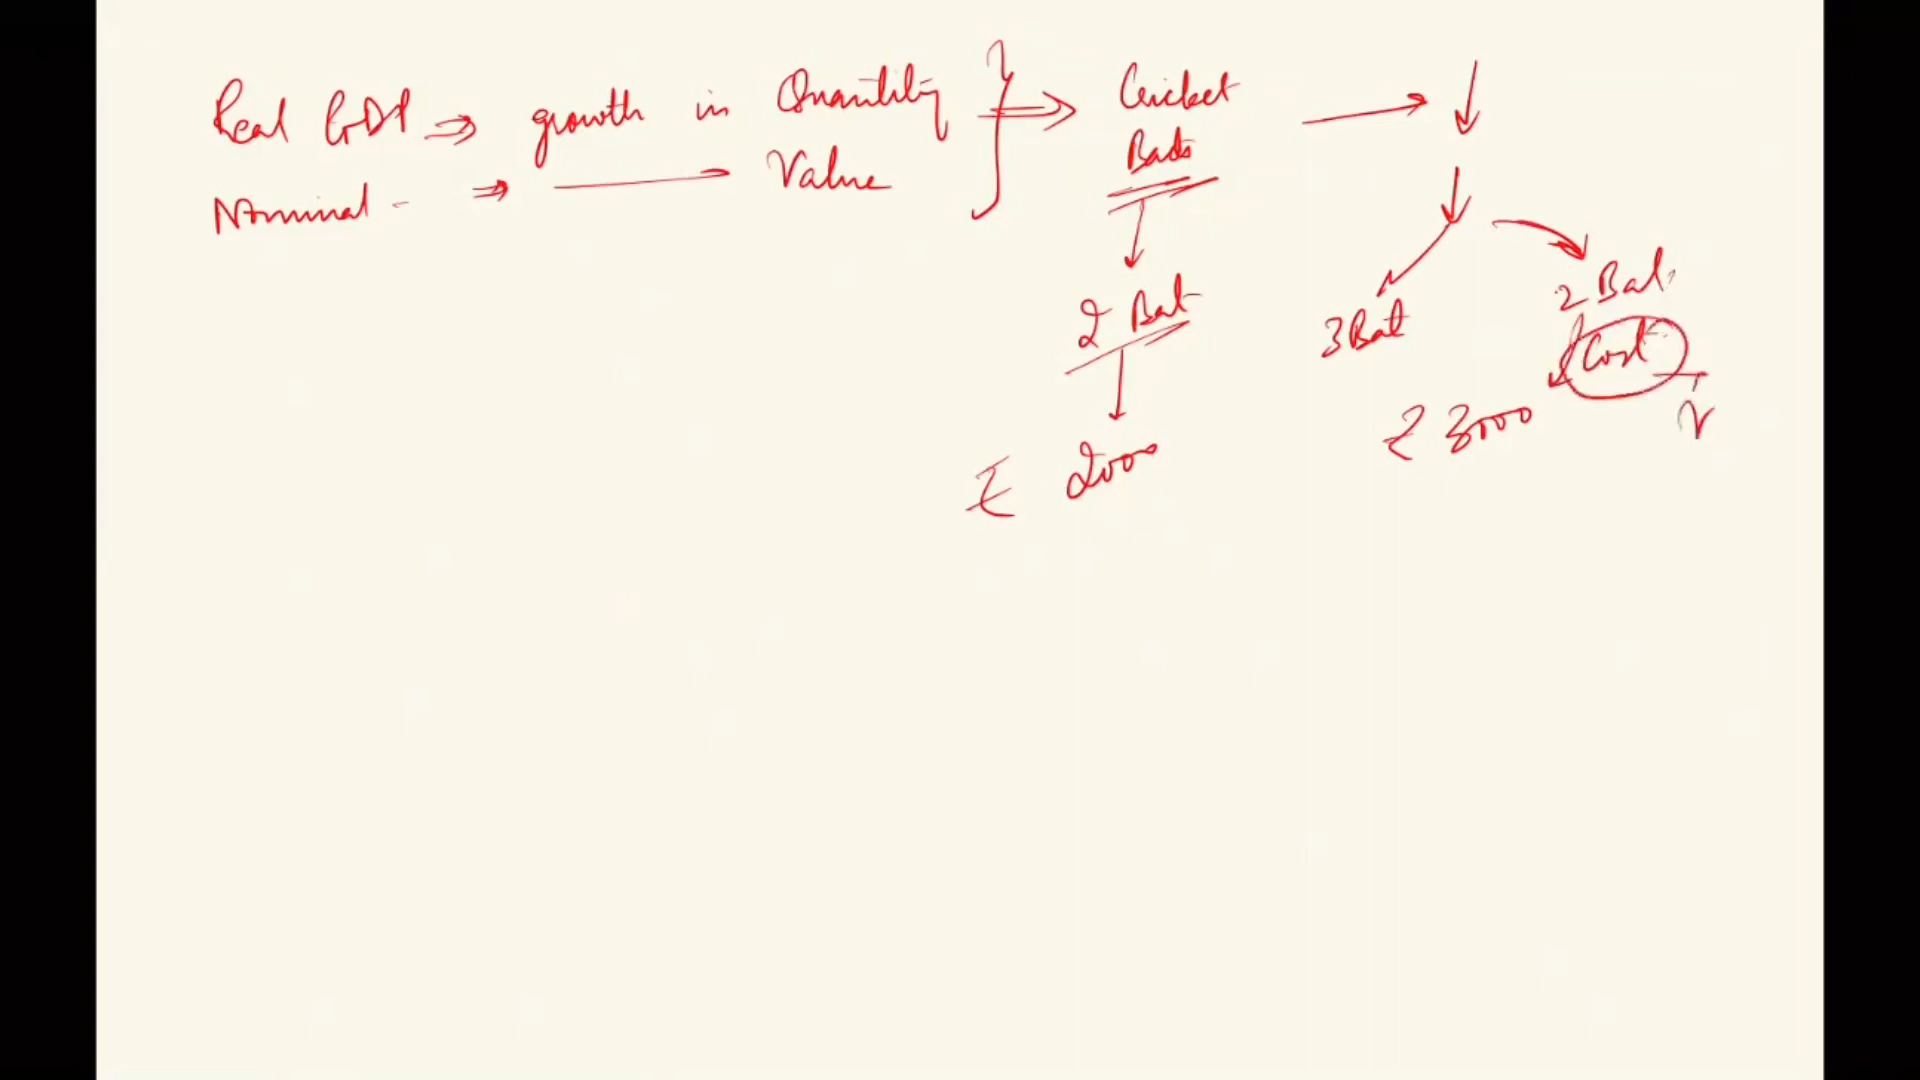 Real GDP ⇒ growth in Quantity
Nominal - ⇒ → Value
Cricket
Bats
2 Bat
₹ 2000
3 Bat
2 Bat
Cost
₹ 3000